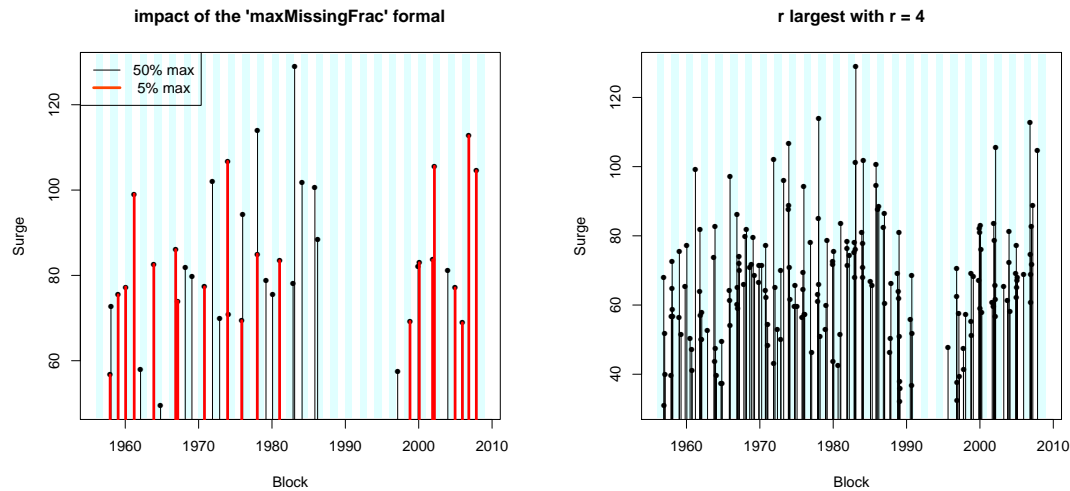 impact of the 'maxMissingFrac' formal
50% max
5% max
120
100
80
60
Surge
1960 1970 1980 1990 2000 2010
Block
r largest with r = 4
120
100
80
60
40
Surge
1960 1970 1980 1990 2000 2010
Block